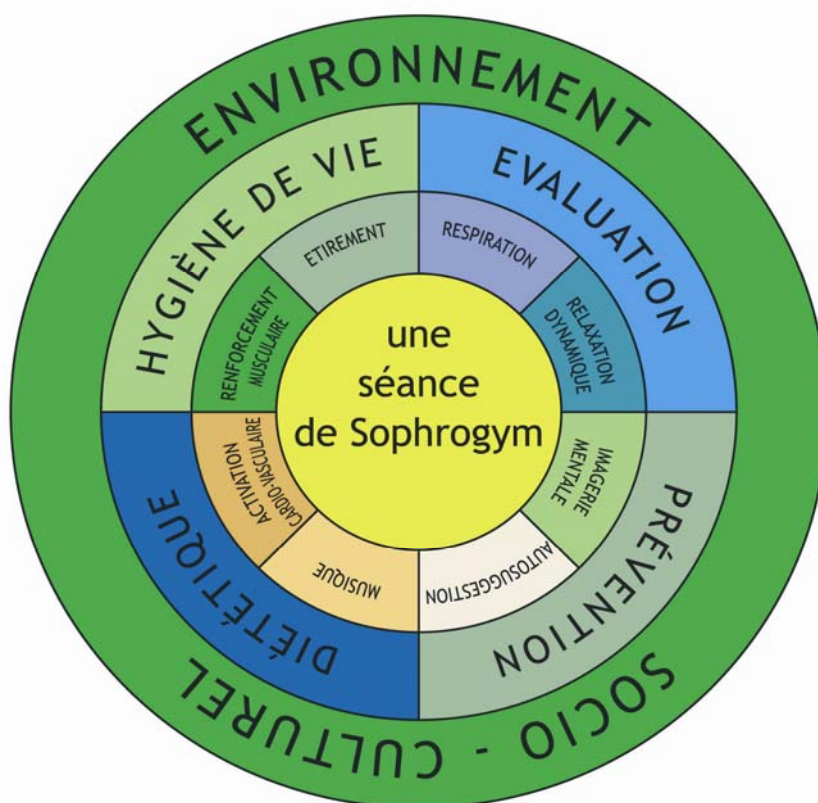 ENVIRONNEMENT
SOCIO - CULTUREL
HYGIÈNE DE VIE
EVALUATION
PRÉVENTION
DIÉTÉTIQUE
ETIREMENT
RESPIRATION
RELAXATION
DYNAMIQUE
IMAGERIE
MENTALE
AUTOSUGGESTION
MUSIQUE
ACTIVATION
CARDIO-VASCULAIRE
RENFORCEMENT
MUSCULAIRE
une
séance
de Sophrogym